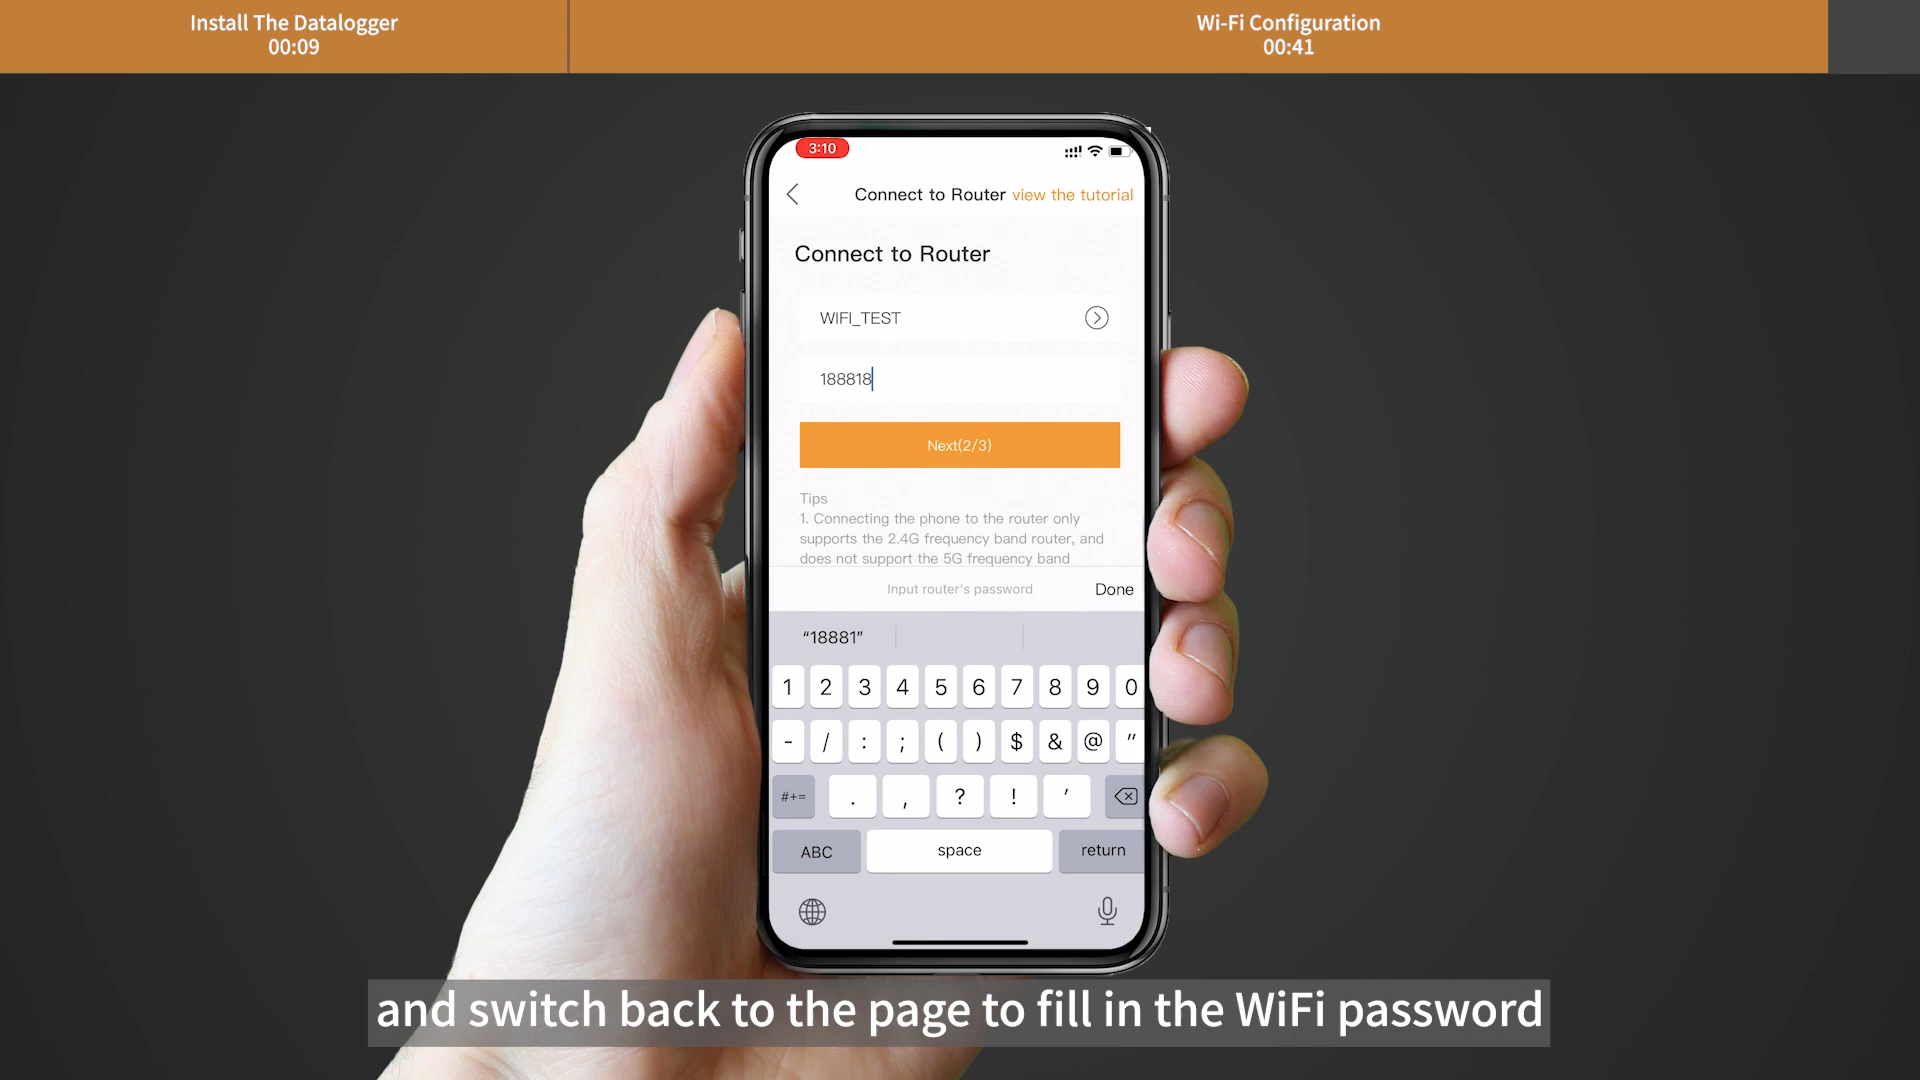 Install The Datalogger
00:09
Wi-Fi Configuration
00:41
3:10
Connect to Router view the tutorial
Connect to Router
WIFI_TEST
188818
Next(2/3)
Tips
1. Connecting the phone to the router only
supports the 2.4G frequency band router, and
does not support the 5G frequency band
Input router's password Done
“18881”
1 2 3 4 5 6 7 8 9 0
- / : ; ( ) $ & @ "
#+= . , ? ! '
ABC space return
and switch back to the page to fill in the WiFi password